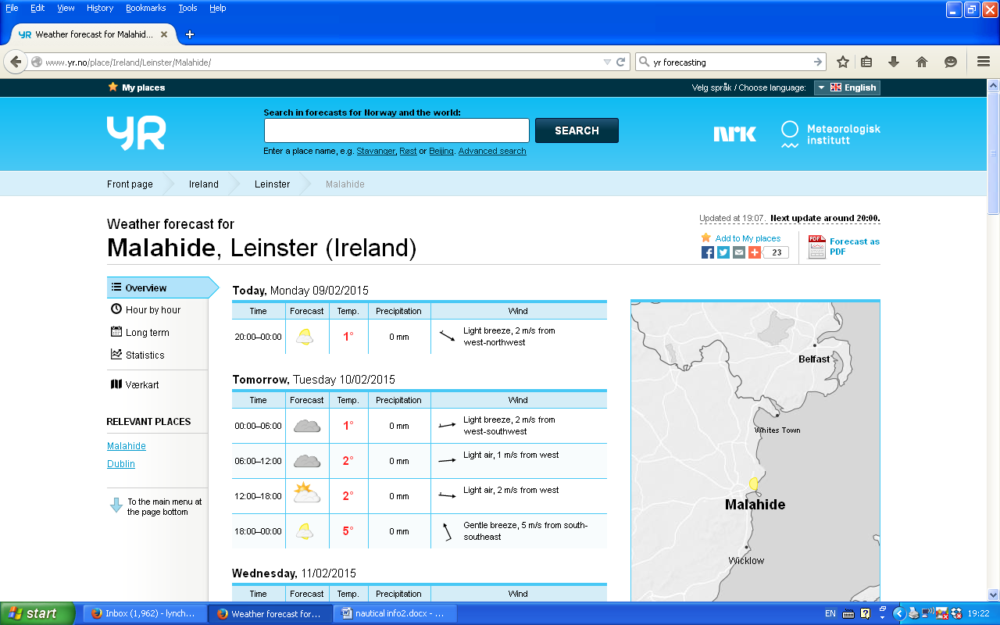 File Edit View History Bookmarks Tools Help
YR Weather forecast for Malahid...
www.yr.no/place/Ireland/Leinster/Malahide/
yr forecasting
My places
Velg språk / Choose language:
English
YR
Search in forecasts for Norway and the world:
SEARCH
Enter a place name, e.g. Stavanger, Røst or Beijing. Advanced search
NRK
Meteorologisk
institutt
Front page Ireland Leinster Malahide
Weather forecast for
Malahide, Leinster (Ireland)
Updated at 19:07. Next update around 20:00.
Add to My places
23
PDF
Forecast as
PDF
Overview
Hour by hour
Long term
Statistics
Værkart
RELEVANT PLACES
Malahide
Dublin
To the main menu at
the page bottom
Today, Monday 09/02/2015
Time Forecast Temp. Precipitation Wind
20:00–00:00 1° 0 mm Light breeze, 2 m/s from
west-northwest
Tomorrow, Tuesday 10/02/2015
Time Forecast Temp. Precipitation Wind
00:00–06:00 1° 0 mm Light breeze, 2 m/s from
west-southwest
06:00–12:00 2° 0 mm Light air, 1 m/s from west
12:00–18:00 2° 0 mm Light air, 2 m/s from west
18:00–00:00 5° 0 mm Gentle breeze, 5 m/s from south-
southeast
Wednesday, 11/02/2015
Time Forecast Temp. Precipitation Wind
Belfast
Whites Town
Malahide
Wicklow
start
Inbox (1,962) - lynch...
Weather forecast for...
nautical info2.docx - ...
EN
19:22